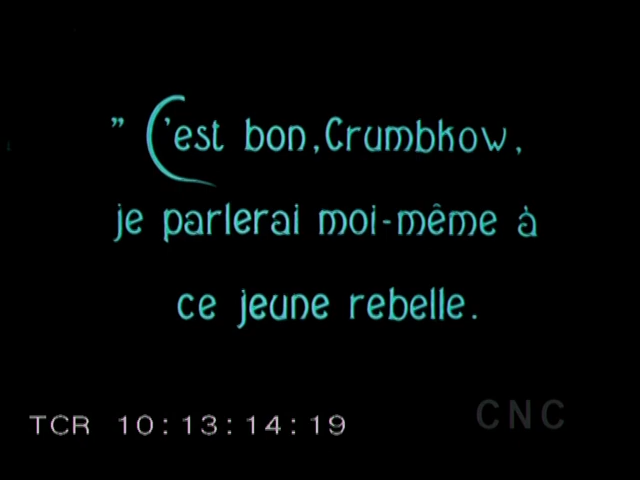 " C'est bon, Crumbkow,
je parlerai moi-même à
ce jeune rebelle.
TCR 10:13:14:19
CNC